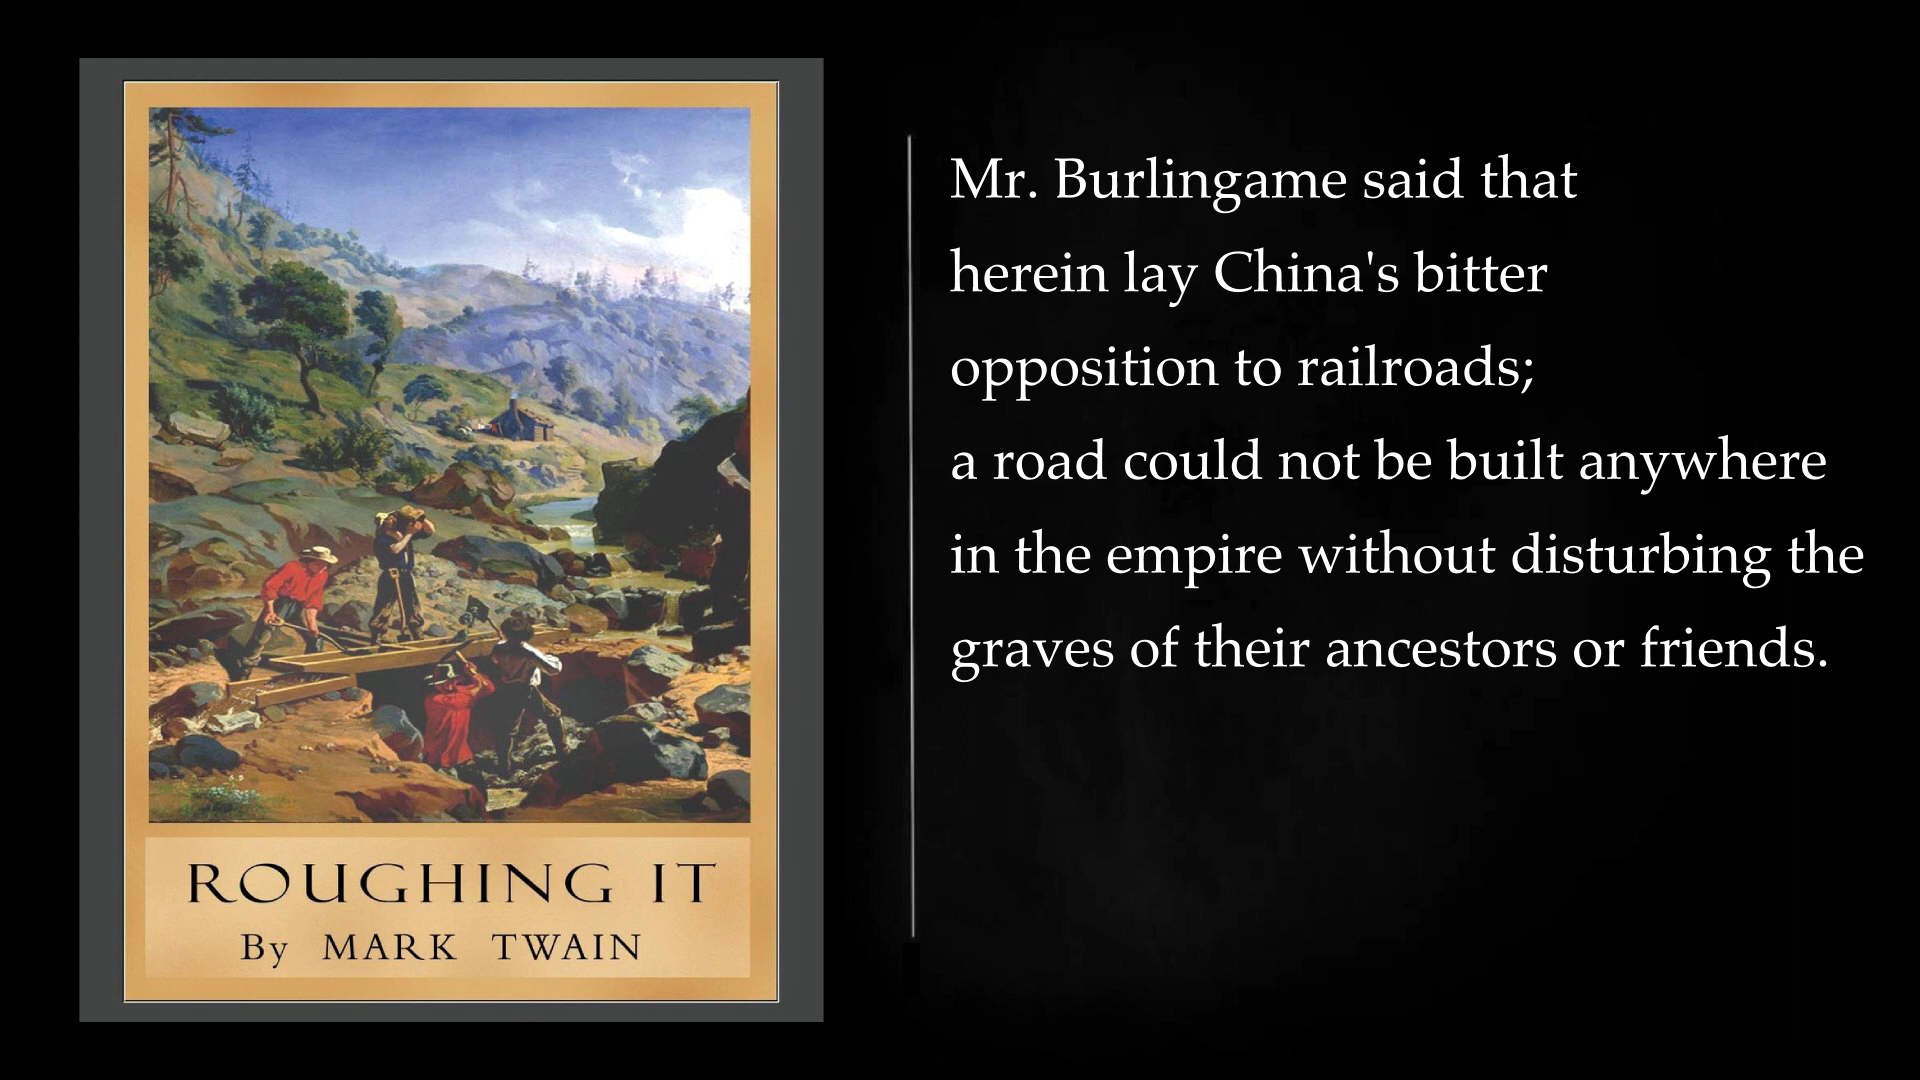 ROUGHING IT
By MARK TWAIN
Mr. Burlingame said that
herein lay China's bitter
opposition to railroads;
a road could not be built anywhere
in the empire without disturbing the
graves of their ancestors or friends.